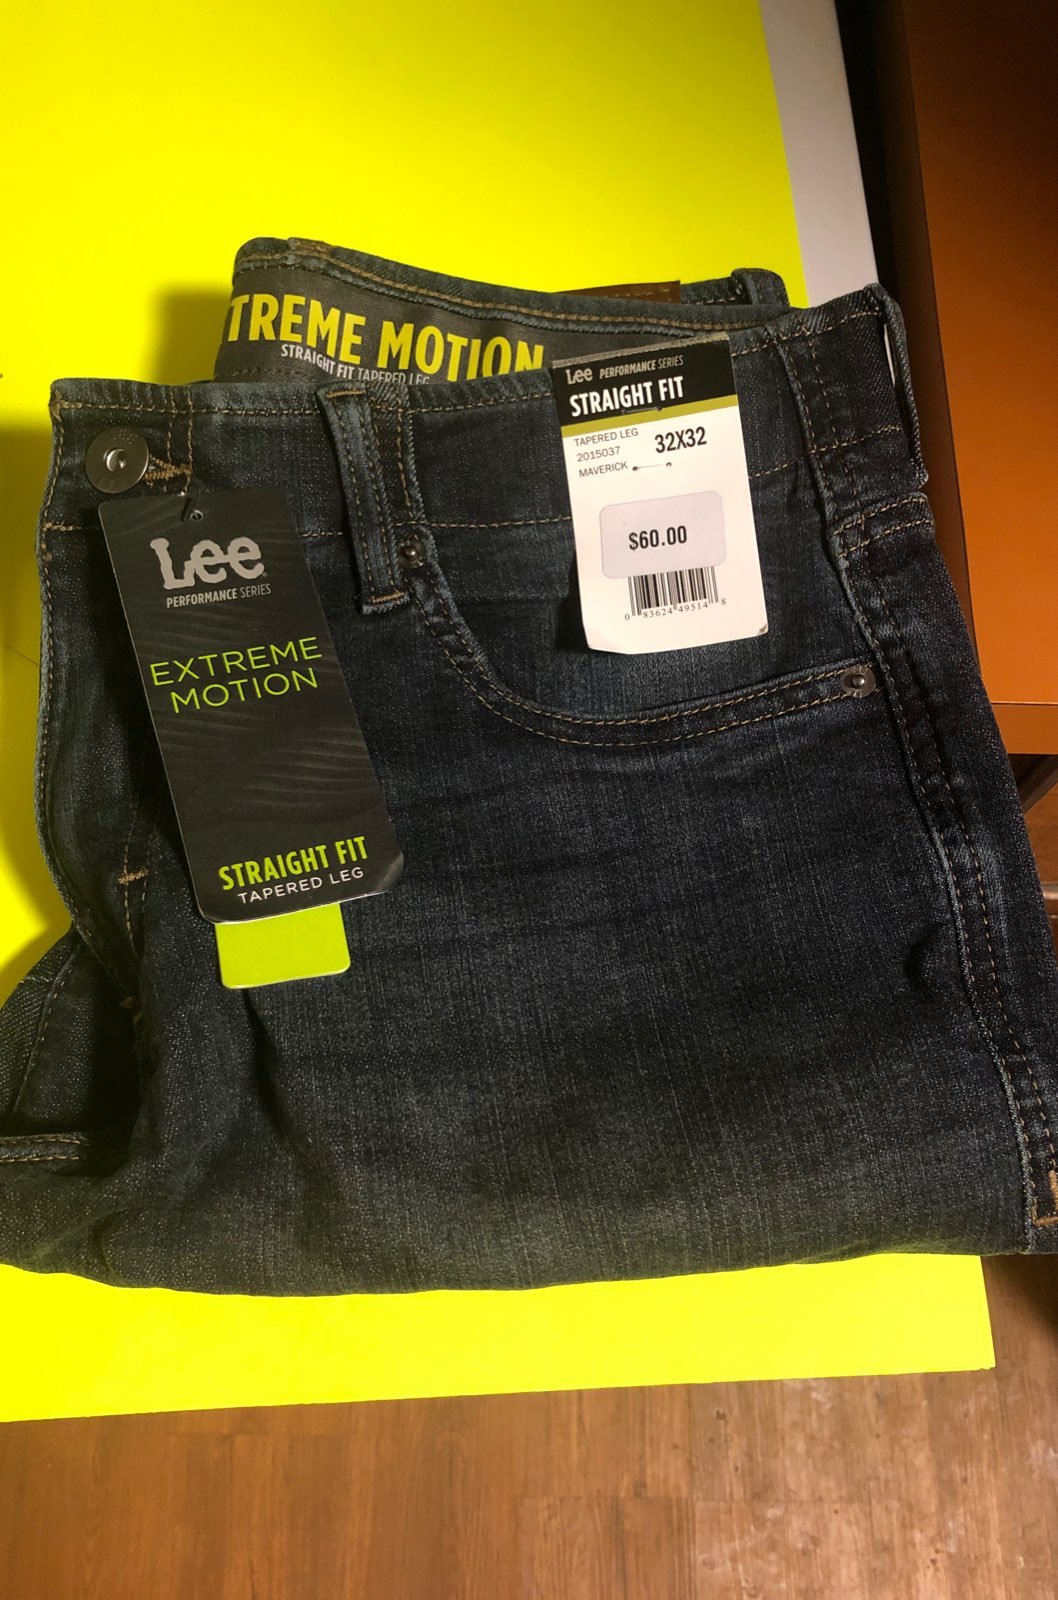 TREME MOTION
STRAIGHT FIT TAPERED LEG
Lee PERFORMANCE SERIES
STRAIGHT FIT
TAPERED LEG
2015037
MAVERICK
32X32
$60.00
0 83624 49514 8
Lee
PERFORMANCE SERIES
EXTREME
MOTION
STRAIGHT FIT
TAPERED LEG